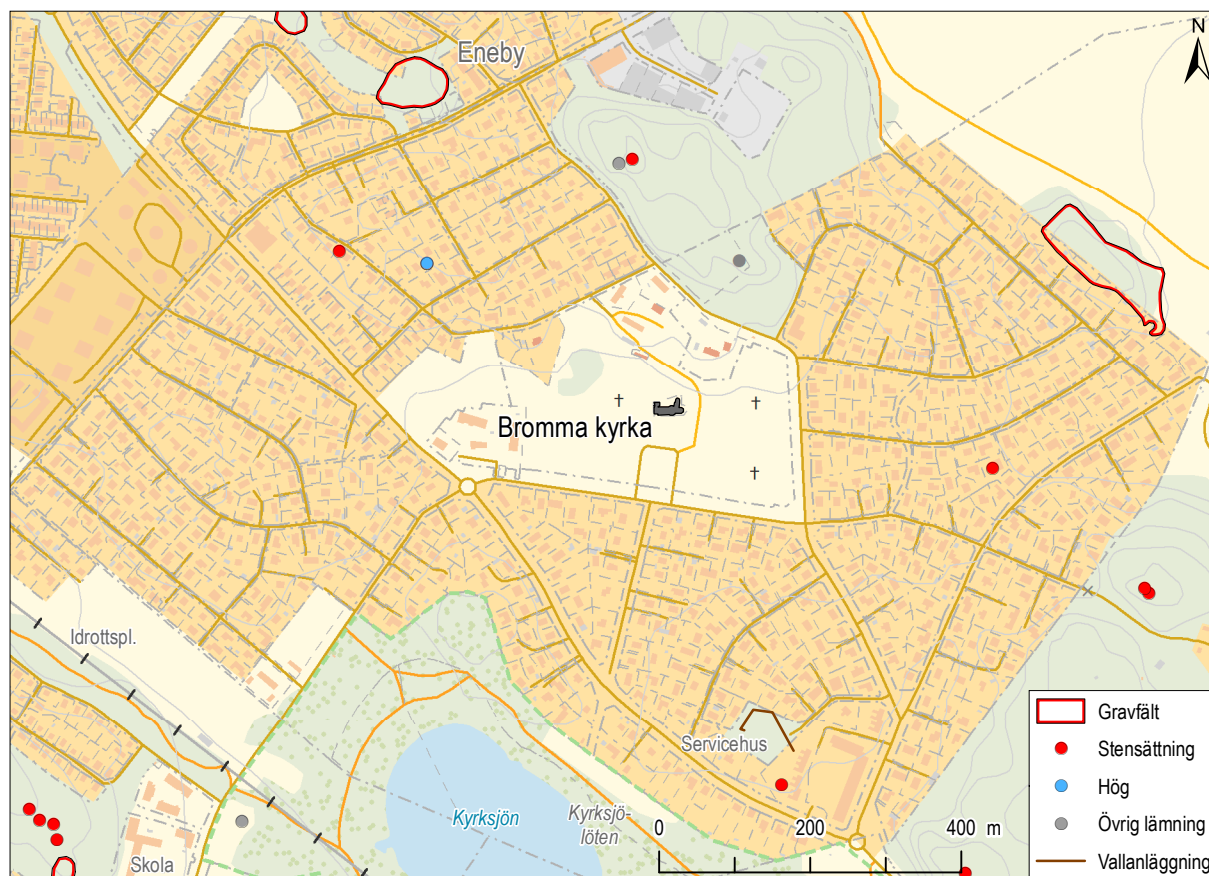 N
Eneby
Bromma kyrka
Idrottspl.
Servicehus
Kyrksjön
Kyrksjö-
löten
Skola
0 200 400 m
Gravfält
Stensättning
Hög
Övrig lämning
Vallanläggning